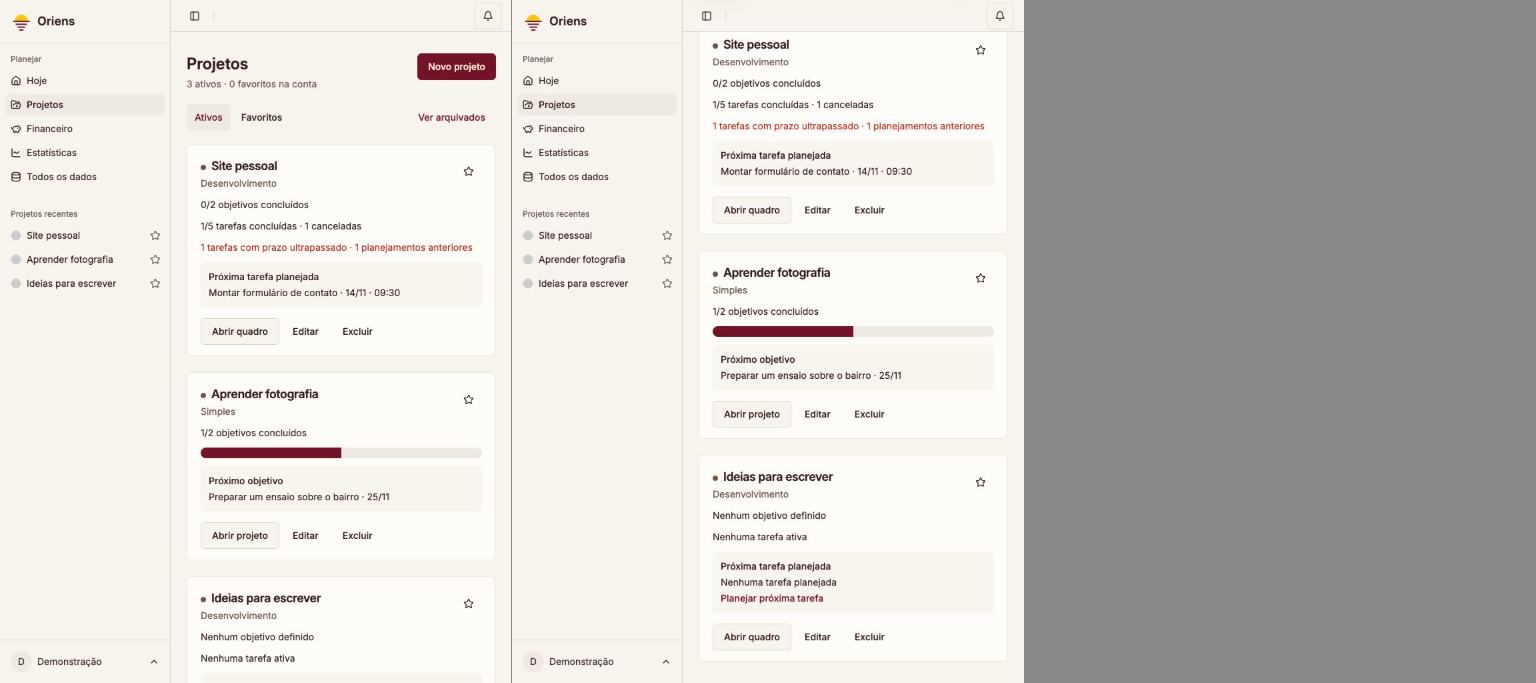 Oriens
Planejar
Hoje
Projetos
Financeiro
Estatísticas
Todos os dados
Projetos recentes
Site pessoal
Aprender fotografia
Ideias para escrever
D Demonstração
Projetos
3 ativos · 0 favoritos na conta
Novo projeto
Ativos
Favoritos
Ver arquivados
Site pessoal
Desenvolvimento
0/2 objetivos concluídos
1/5 tarefas concluídas · 1 canceladas
1 tarefas com prazo ultrapassado · 1 planejamentos anteriores
Próxima tarefa planejada
Montar formulário de contato · 14/11 · 09:30
Abrir quadro
Editar
Excluir
Aprender fotografia
Simples
1/2 objetivos concluídos
Próximo objetivo
Preparar um ensaio sobre o bairro · 25/11
Abrir projeto
Editar
Excluir
Ideias para escrever
Desenvolvimento
Nenhum objetivo definido
Nenhuma tarefa ativa
Oriens
Planejar
Hoje
Projetos
Financeiro
Estatísticas
Todos os dados
Projetos recentes
Site pessoal
Aprender fotografia
Ideias para escrever
D Demonstração
Site pessoal
Desenvolvimento
0/2 objetivos concluídos
1/5 tarefas concluídas · 1 canceladas
1 tarefas com prazo ultrapassado · 1 planejamentos anteriores
Próxima tarefa planejada
Montar formulário de contato · 14/11 · 09:30
Abrir quadro
Editar
Excluir
Aprender fotografia
Simples
1/2 objetivos concluídos
Próximo objetivo
Preparar um ensaio sobre o bairro · 25/11
Abrir projeto
Editar
Excluir
Ideias para escrever
Desenvolvimento
Nenhum objetivo definido
Nenhuma tarefa ativa
Próxima tarefa planejada
Nenhuma tarefa planejada
Planejar próxima tarefa
Abrir quadro
Editar
Excluir